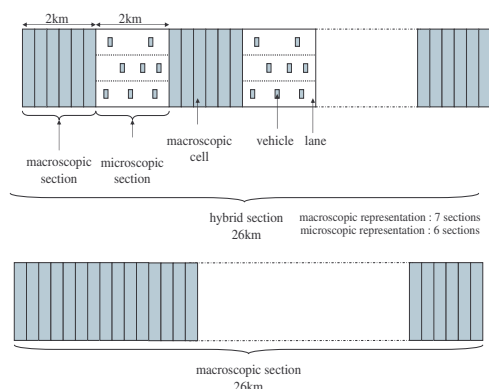 2km 2km
macroscopic cell
vehicle lane
macroscopic section
microscopic section
hybrid section
26km
macroscopic representation : 7 sections
microscopic representation : 6 sections
macroscopic section
26km